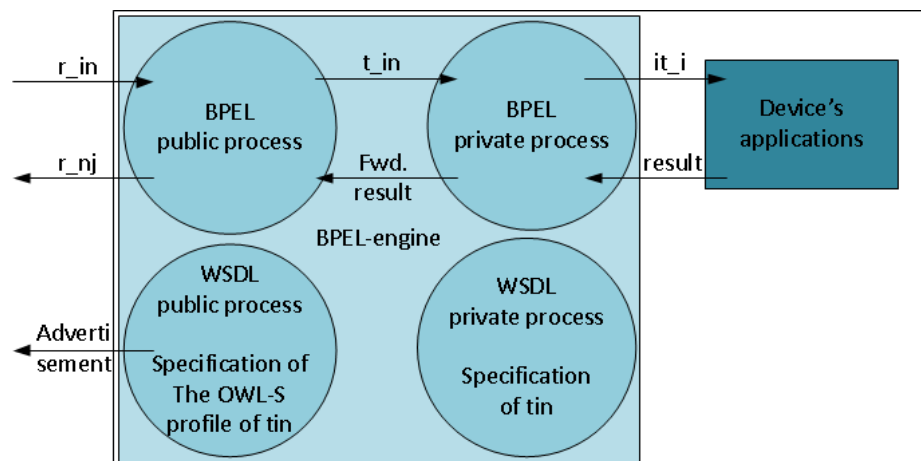 r_in
t_in
it_i
BPEL
public process
BPEL
private process
Device's
applications
r_nj
Fwd.
result
result
BPEL-engine
WSDL
public process
Specification of
The OWL-S
profile of tin
WSDL
private process
Specification
of tin
Adverti
sement